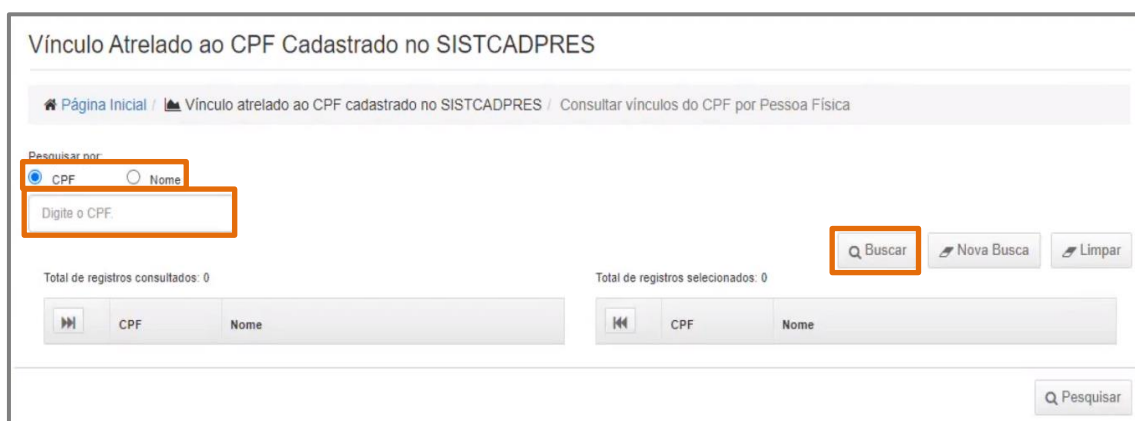 Vínculo Atrelado ao CPF Cadastrado no SISTCADPRES
Página Inicial / Vínculo atrelado ao CPF cadastrado no SISTCADPRES / Consultar vínculos do CPF por Pessoa Física
Pesquisar por:
CPF Nome
Digite o CPF.
Buscar Nova Busca Limpar
Total de registros consultados: 0 Total de registros selecionados: 0
CPF Nome CPF Nome
Pesquisar